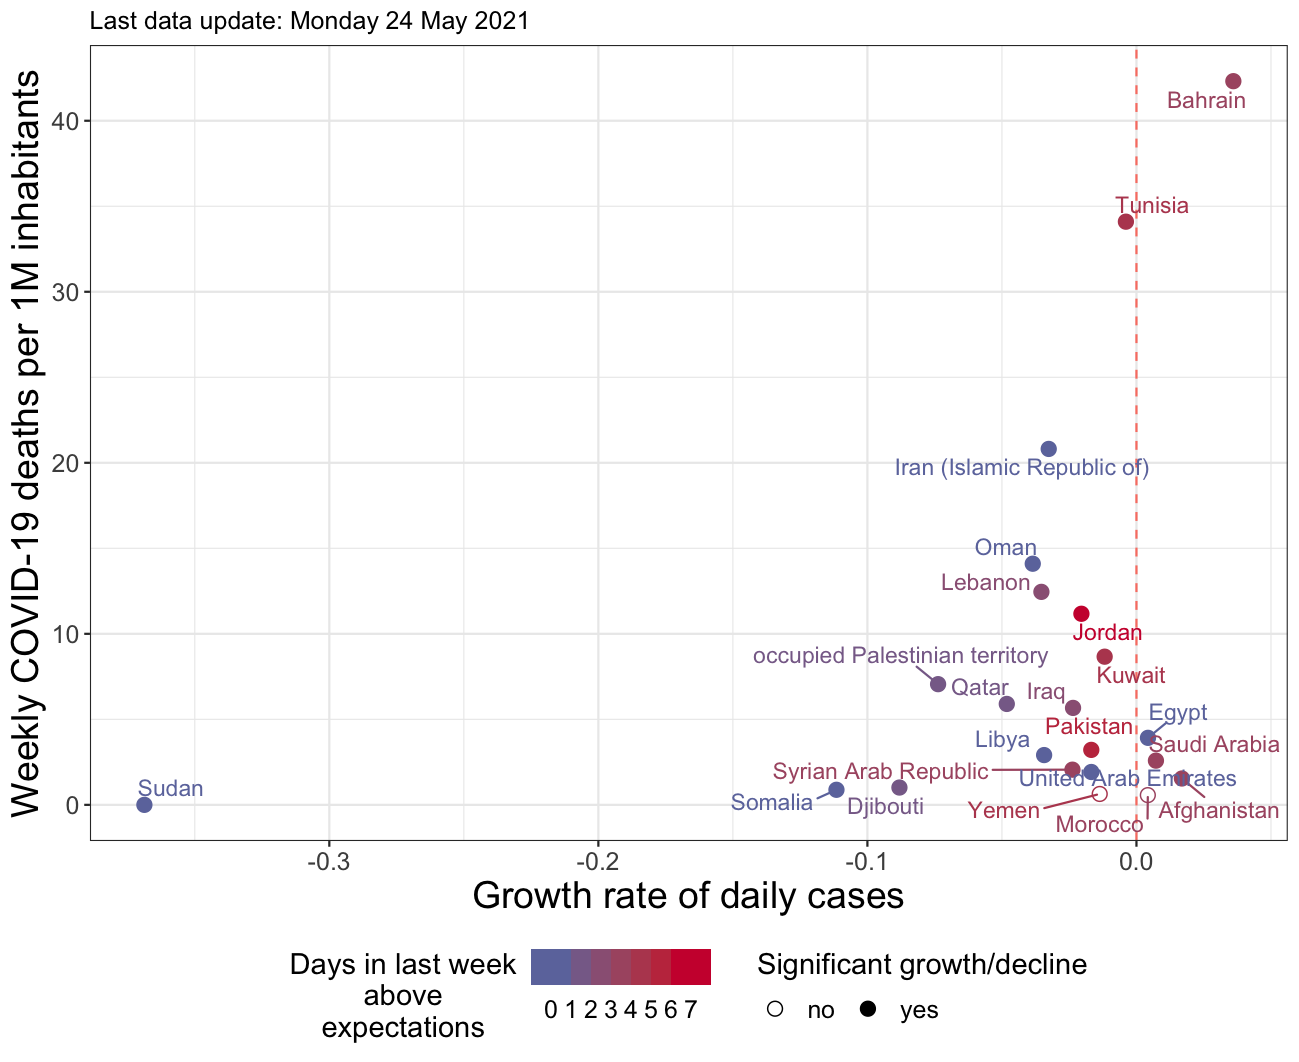 Last data update: Monday 24 May 2021
Weekly COVID-19 deaths per 1M inhabitants
40
30
20
10
0
Bahrain
Tunisia
Iran (Islamic Republic of)
Oman
Lebanon
Jordan
occupied Palestinian territory
Kuwait
Qatar
Iraq
Egypt
Pakistan
Libya
Saudi Arabia
Syrian Arab Republic
United Arab Emirates
Sudan
Somalia
Djibouti
Yemen
Afghanistan
Morocco
-0.3 -0.2 -0.1 0.0
Growth rate of daily cases
Days in last week
above
expectations
0 1 2 3 4 5 6 7
Significant growth/decline
no yes